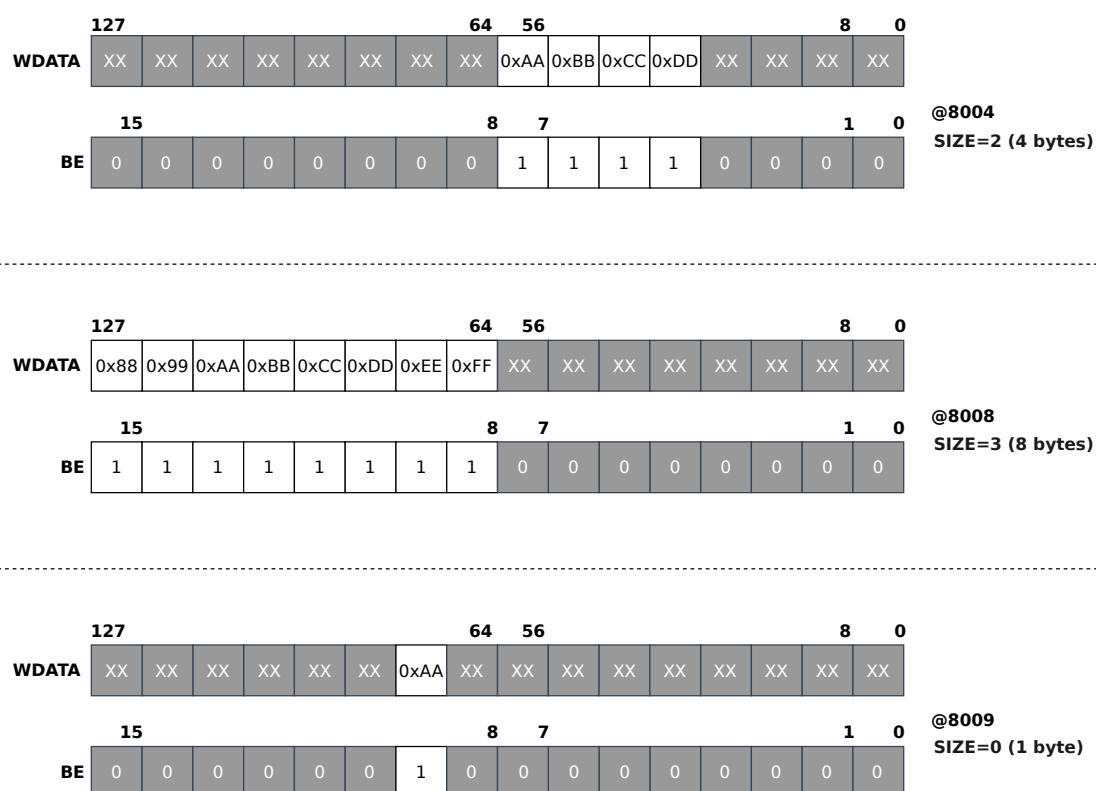 127 64 56 8 0
WDATA XX XX XX XX XX XX XX XX 0xAA 0xBB 0xCC 0xDD XX XX XX XX
@8004
15 8 7 1 0
SIZE=2 (4 bytes)
BE 0 0 0 0 0 0 0 0 1 1 1 1 0 0 0 0
127 64 56 8 0
WDATA 0x88 0x99 0xAA 0xBB 0xCC 0xDD 0xEE 0xFF XX XX XX XX XX XX XX XX
@8008
15 8 7 1 0
SIZE=3 (8 bytes)
BE 1 1 1 1 1 1 1 1 0 0 0 0 0 0 0 0
127 64 56 8 0
WDATA XX XX XX XX XX XX 0xAA XX XX XX XX XX XX XX XX XX
@8009
15 8 7 1 0
SIZE=0 (1 byte)
BE 0 0 0 0 0 0 1 0 0 0 0 0 0 0 0 0